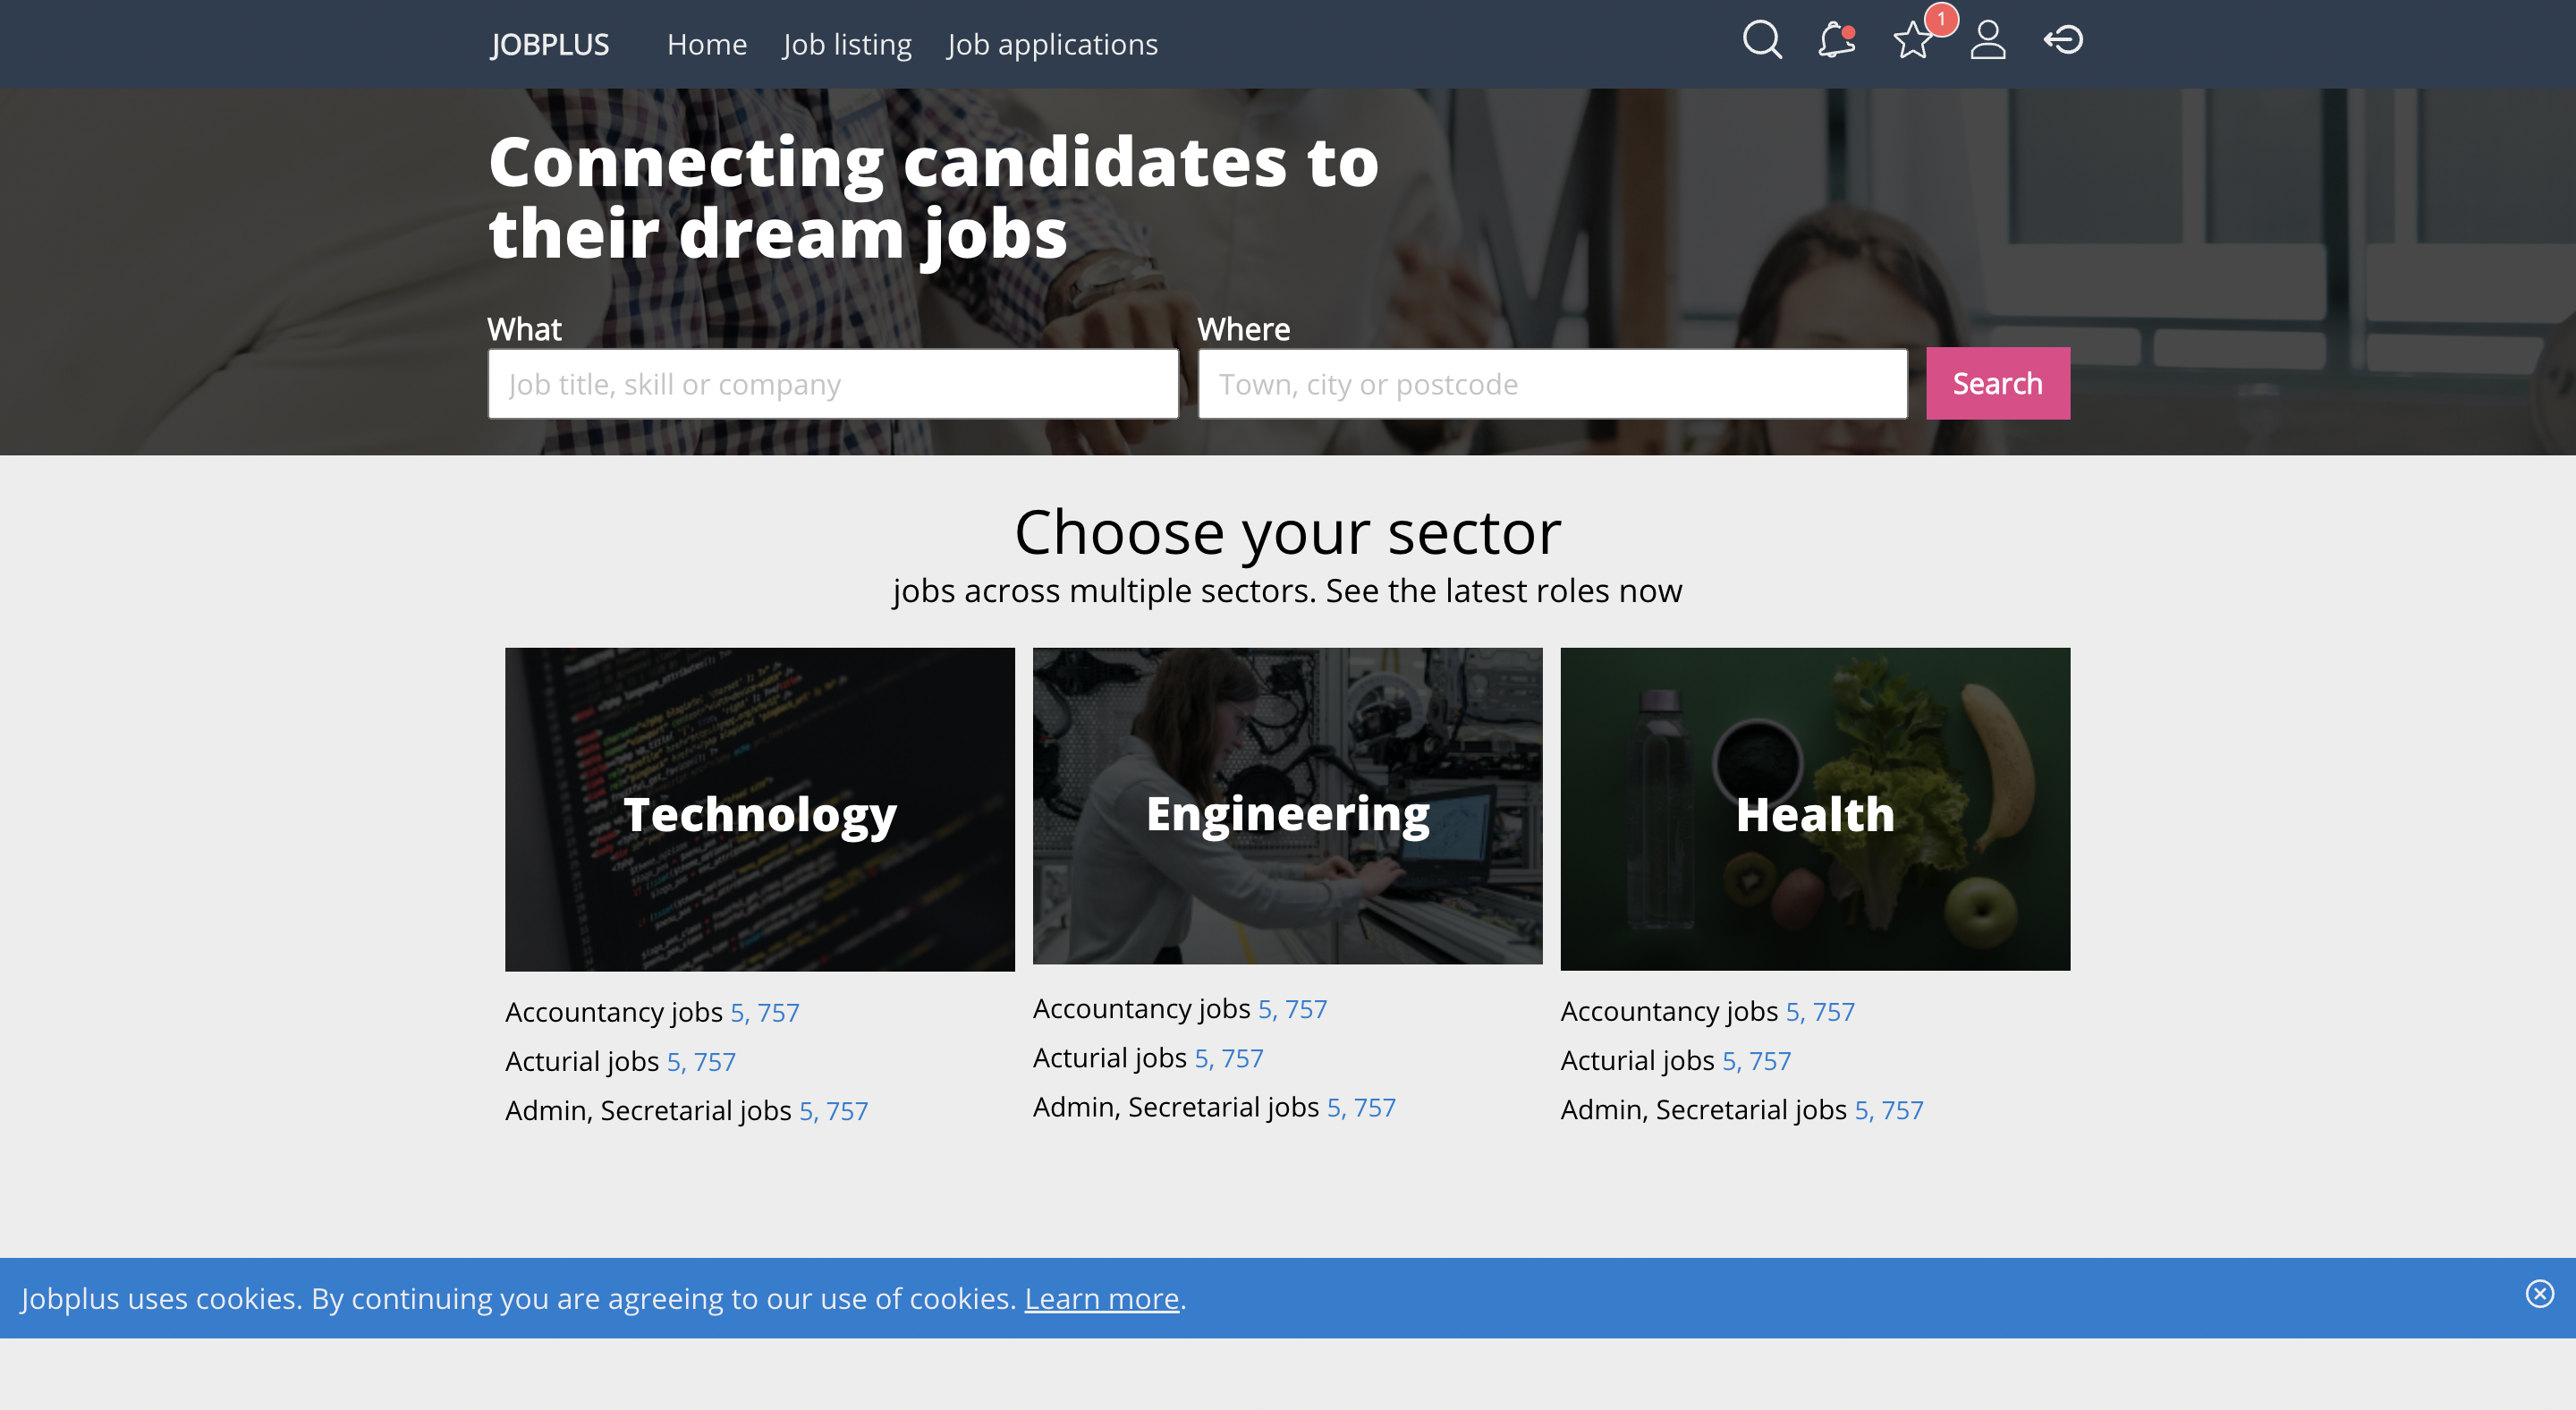 JOBPLUS Home Job listing Job applications 1
Connecting candidates to
their dream jobs
What Where
Job title, skill or company Town, city or postcode Search
Choose your sector
jobs across multiple sectors. See the latest roles now
Technology Engineering Health
Accountancy jobs 5, 757 Accountancy jobs 5, 757 Accountancy jobs 5, 757
Acturial jobs 5, 757 Acturial jobs 5, 757 Acturial jobs 5, 757
Admin, Secretarial jobs 5, 757 Admin, Secretarial jobs 5, 757 Admin, Secretarial jobs 5, 757
Jobplus uses cookies. By continuing you are agreeing to our use of cookies. Learn more.